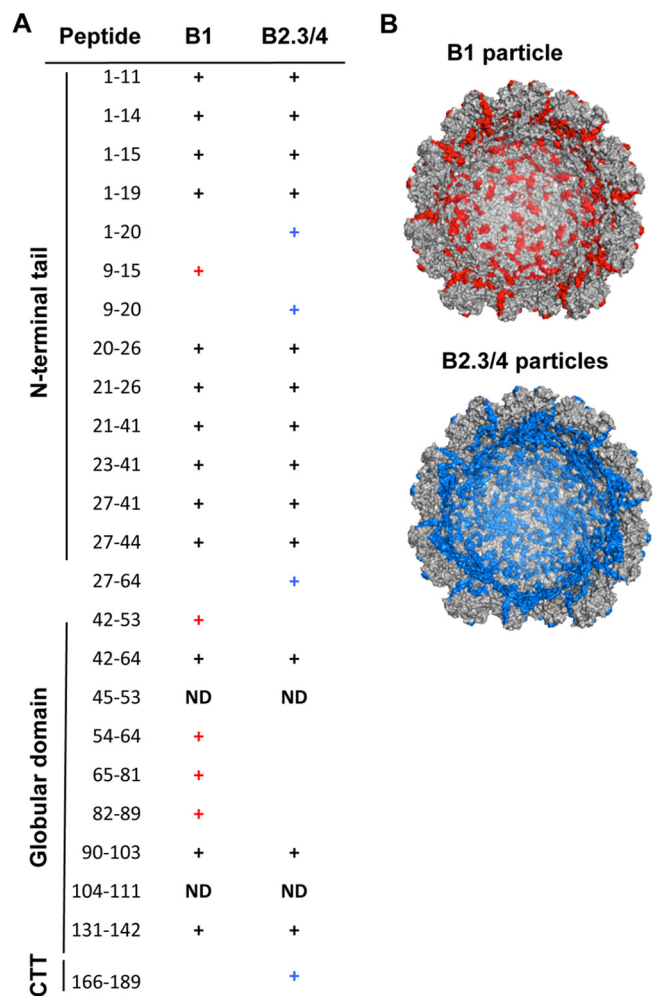 A
Peptide B1 B2.3/4
N-terminal tail
1-11 + +
1-14 + +
1-15 + +
1-19 + +
1-20 +
9-15 +
9-20 +
20-26 + +
21-26 + +
21-41 + +
23-41 + +
27-41 + +
27-44 + +
27-64 +
Globular domain
42-53 +
42-64 + +
45-53 ND ND
54-64 +
65-81 +
82-89 +
90-103 + +
104-111 ND ND
131-142 + +
CTT
166-189 +
B
B1 particle
B2.3/4 particles